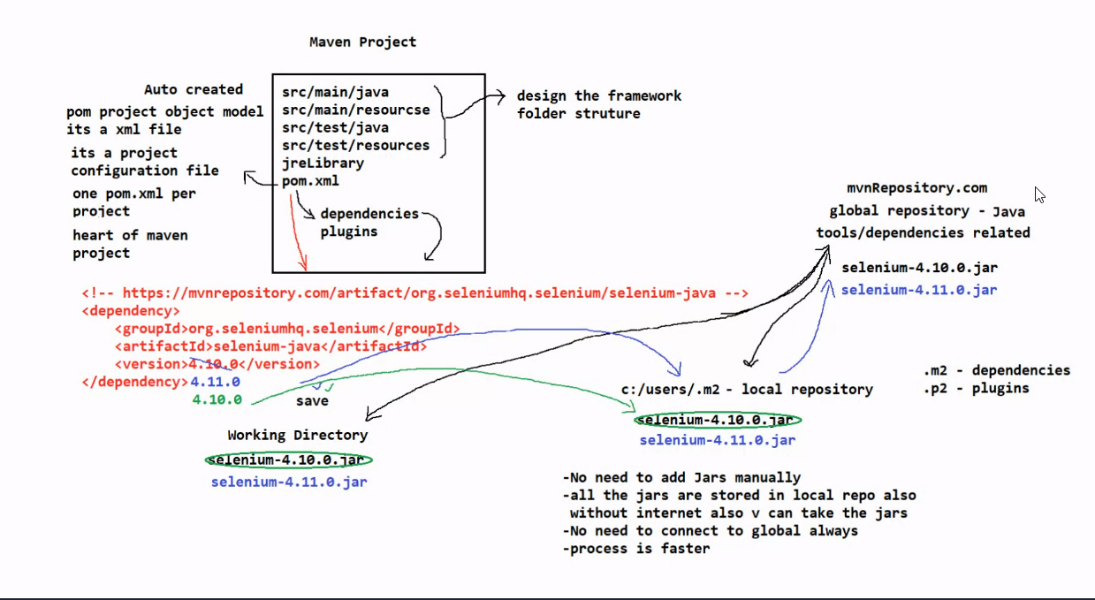 Maven Project
Auto created
pom project object model
its a xml file
its a project
configuration file
one pom.xml per
project
heart of maven
project
src/main/java
src/main/resourcse
src/test/java
src/test/resources
jreLibrary
pom.xml
dependencies
plugins
design the framework
folder struture
mvnRepository.com
global repository - Java
tools/dependencies related
selenium-4.10.0.jar
selenium-4.11.0.jar
<!-- https://mvnrepository.com/artifact/org.seleniumhq.selenium/selenium-java -->
<dependency>
<groupId>org.seleniumhq.selenium</groupId>
<artifactId>selenium-java</artifactId>
<version>4.10.0</version>
</dependency> 4.11.0
4.10.0
save
c:/users/.m2 - local repository
.m2 - dependencies
.p2 - plugins
selenium-4.10.0.jar
selenium-4.11.0.jar
Working Directory
selenium-4.10.0.jar
selenium-4.11.0.jar
-No need to add Jars manually
-all the jars are stored in local repo also
without internet also v can take the jars
-No need to connect to global always
-process is faster